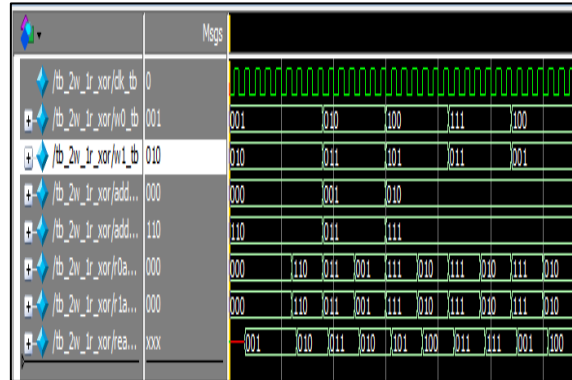 Msgs
/tb_2w_1r_xor/clk_tb 0
/tb_2w_1r_xor/w0_tb 001 001 010 100 111 100
/tb_2w_1r_xor/w1_tb 010 010 011 101 011 001
/tb_2w_1r_xor/add... 000 000 001 010
/tb_2w_1r_xor/add... 110 110 011 111
/tb_2w_1r_xor/r0a... 000 000 110 011 001 111 010 111 010 111 010
/tb_2w_1r_xor/r1a... 000 000 110 011 001 111 010 111 010 111 010
/tb_2w_1r_xor/rea... xxx 001 010 011 010 101 100 011 111 001 100